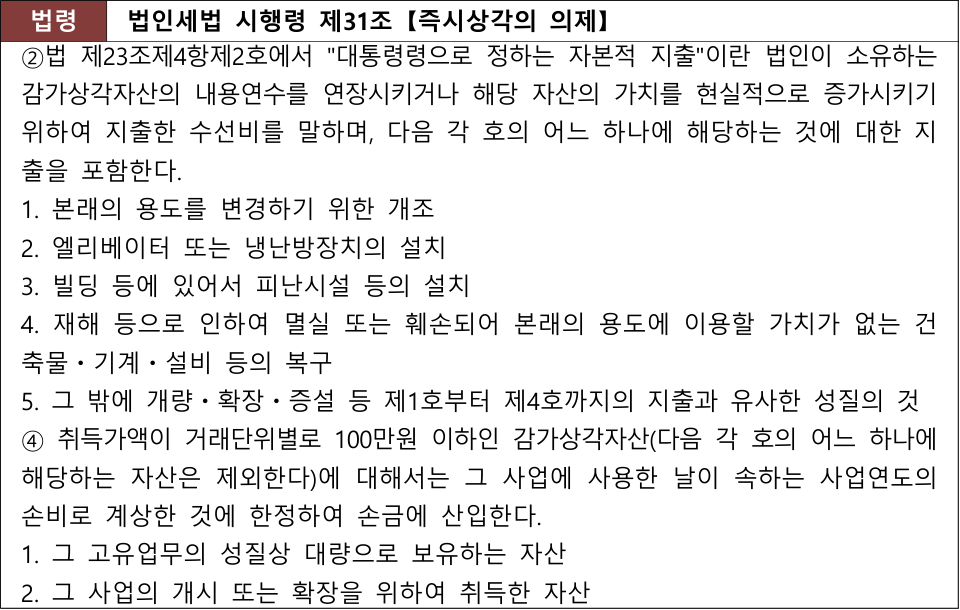 법령 법인세법 시행령 제31조【즉시상각의 의제】
②법 제23조제4항제2호에서 "대통령령으로 정하는 자본적 지출"이란 법인이 소유하는
감가상각자산의 내용연수를 연장시키거나 해당 자산의 가치를 현실적으로 증가시키기
위하여 지출한 수선비를 말하며, 다음 각 호의 어느 하나에 해당하는 것에 대한 지
출을 포함한다.
1. 본래의 용도를 변경하기 위한 개조
2. 엘리베이터 또는 냉난방장치의 설치
3. 빌딩 등에 있어서 피난시설 등의 설치
4. 재해 등으로 인하여 멸실 또는 훼손되어 본래의 용도에 이용할 가치가 없는 건
축물·기계·설비 등의 복구
5. 그 밖에 개량·확장·증설 등 제1호부터 제4호까지의 지출과 유사한 성질의 것
④ 취득가액이 거래단위별로 100만원 이하인 감가상각자산(다음 각 호의 어느 하나에
해당하는 자산은 제외한다)에 대해서는 그 사업에 사용한 날이 속하는 사업연도의
손비로 계상한 것에 한정하여 손금에 산입한다.
1. 그 고유업무의 성질상 대량으로 보유하는 자산
2. 그 사업의 개시 또는 확장을 위하여 취득한 자산